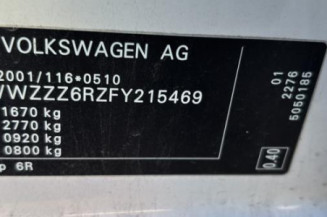 VOLKSWAGEN AG
2001/116*0510
VWZZZ6RZFY215469
1670 kg
2770 kg
0920 kg
0800 kg
p 6R
01
2276
5050185
0.40